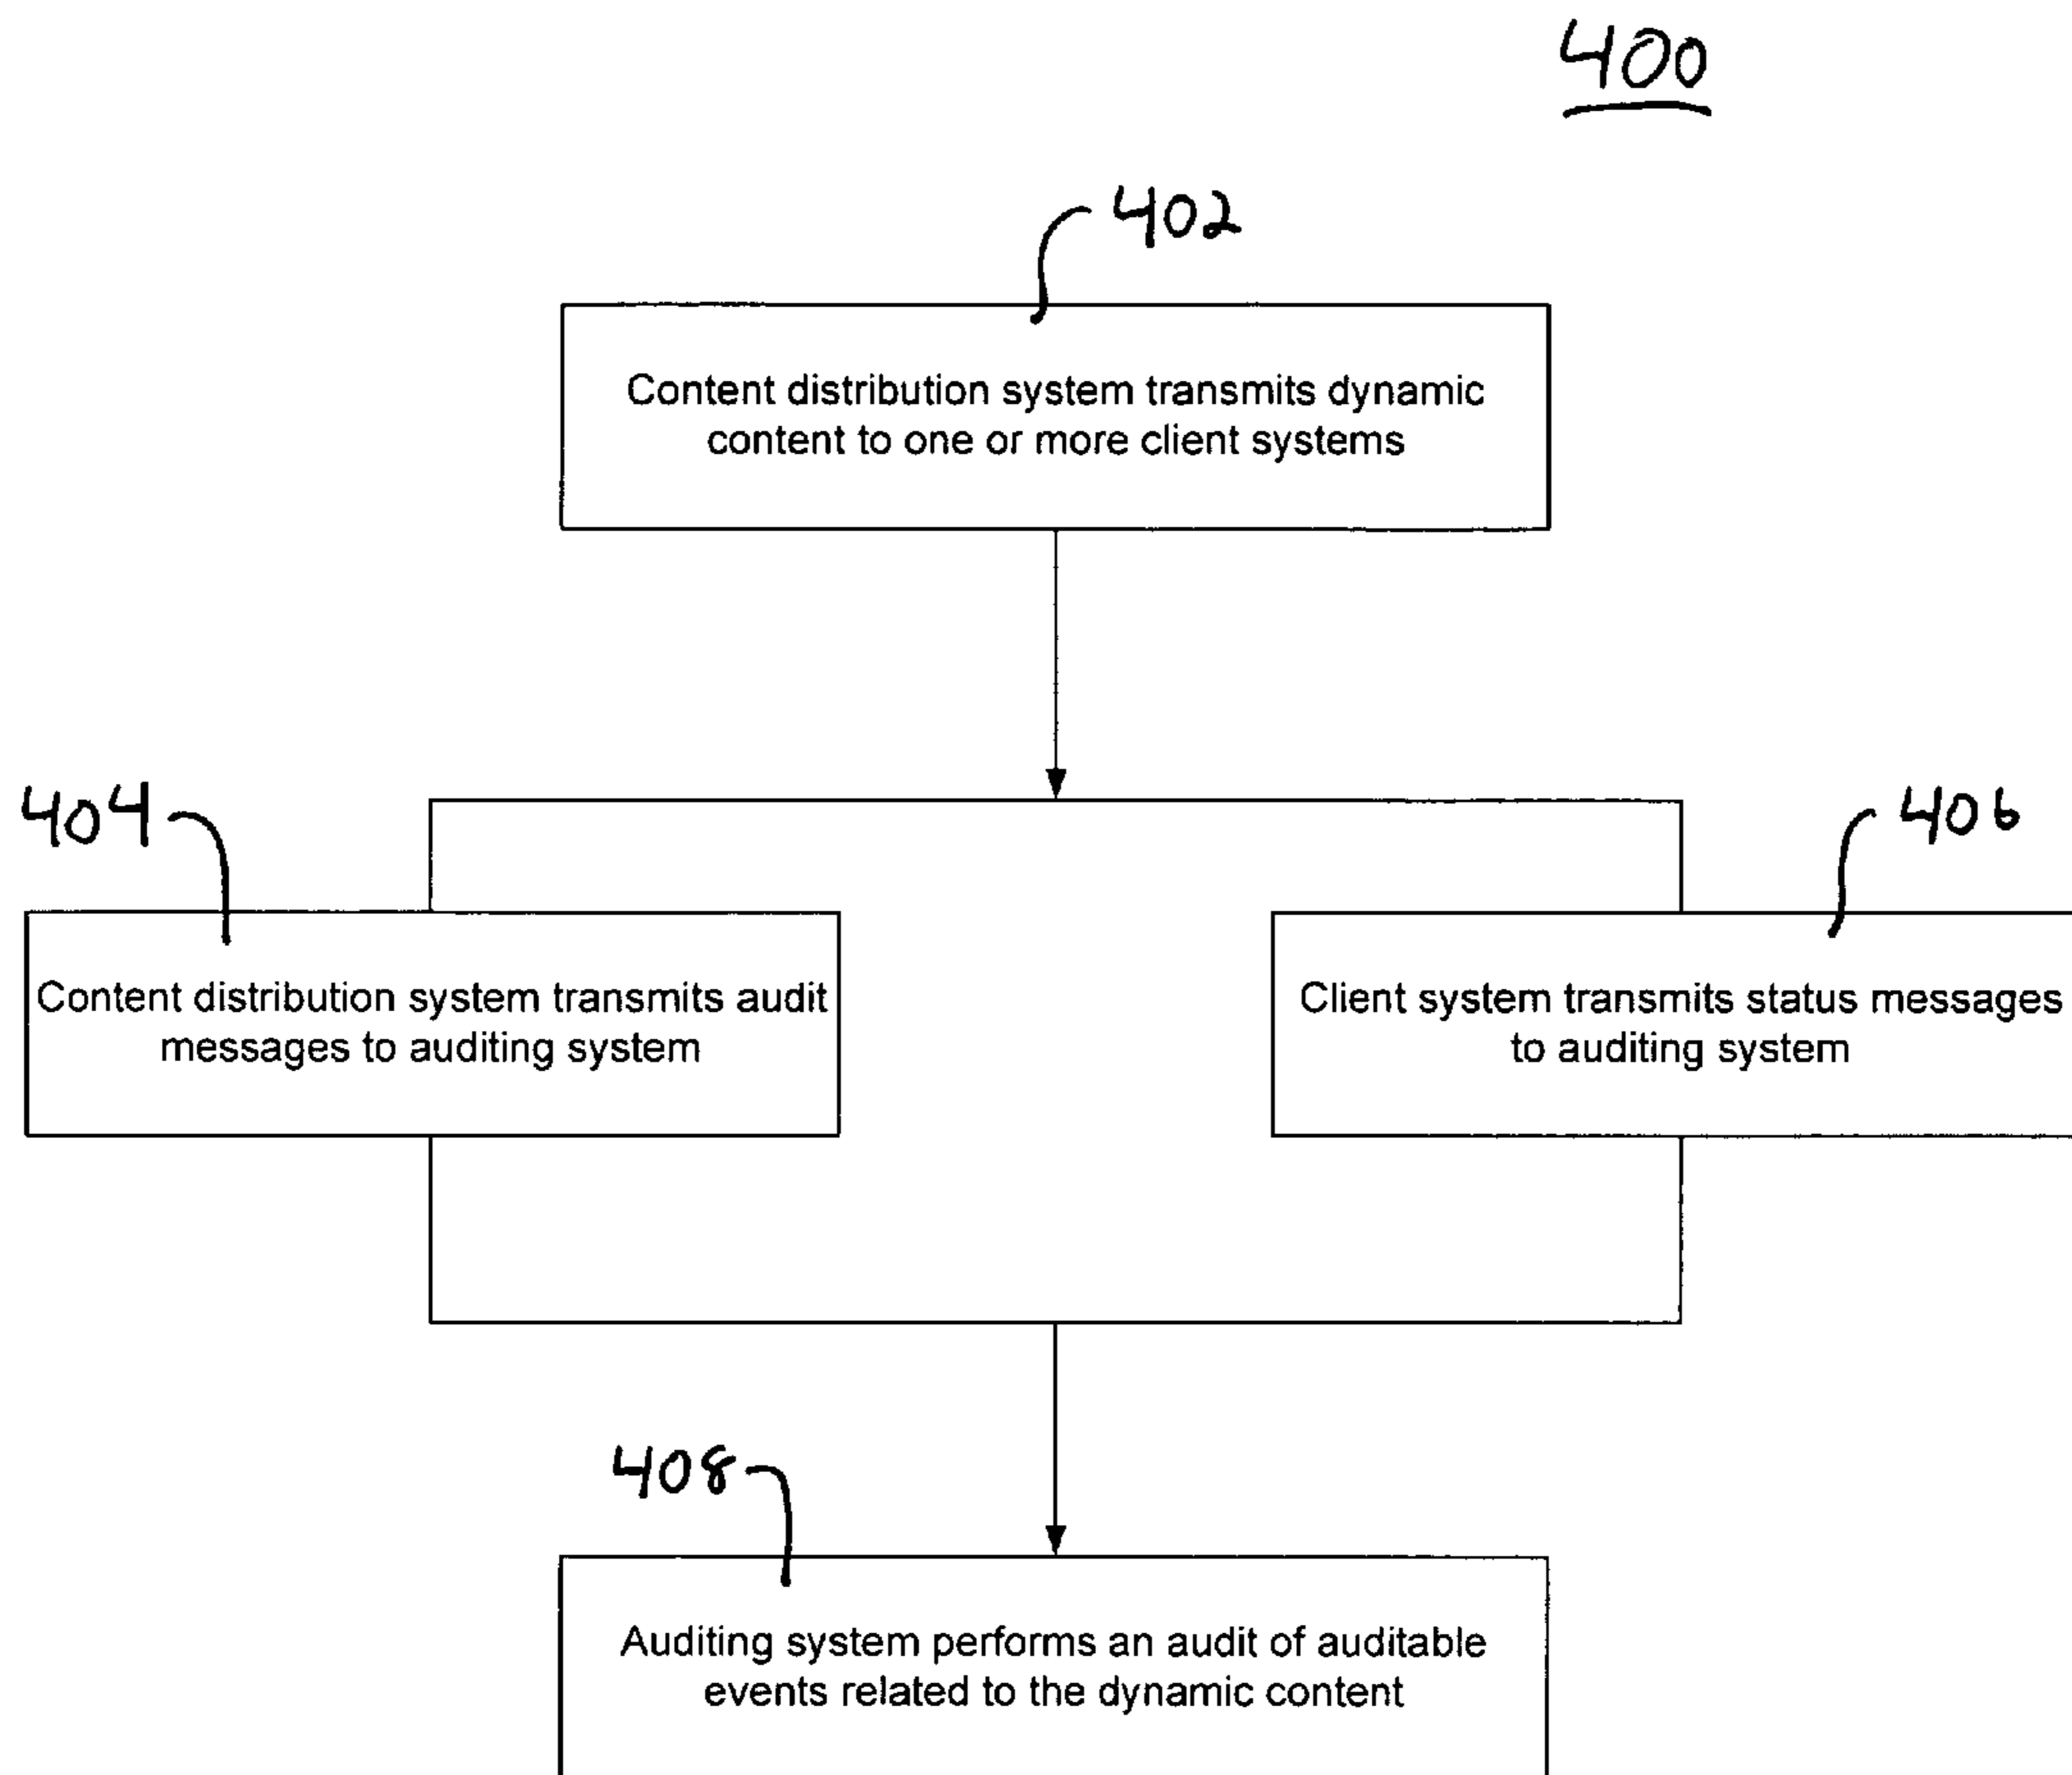 400
402
Content distribution system transmits dynamic
content to one or more client systems
404
406
Content distribution system transmits audit
messages to auditing system
Client system transmits status messages
to auditing system
408
Auditing system performs an audit of auditable
events related to the dynamic content